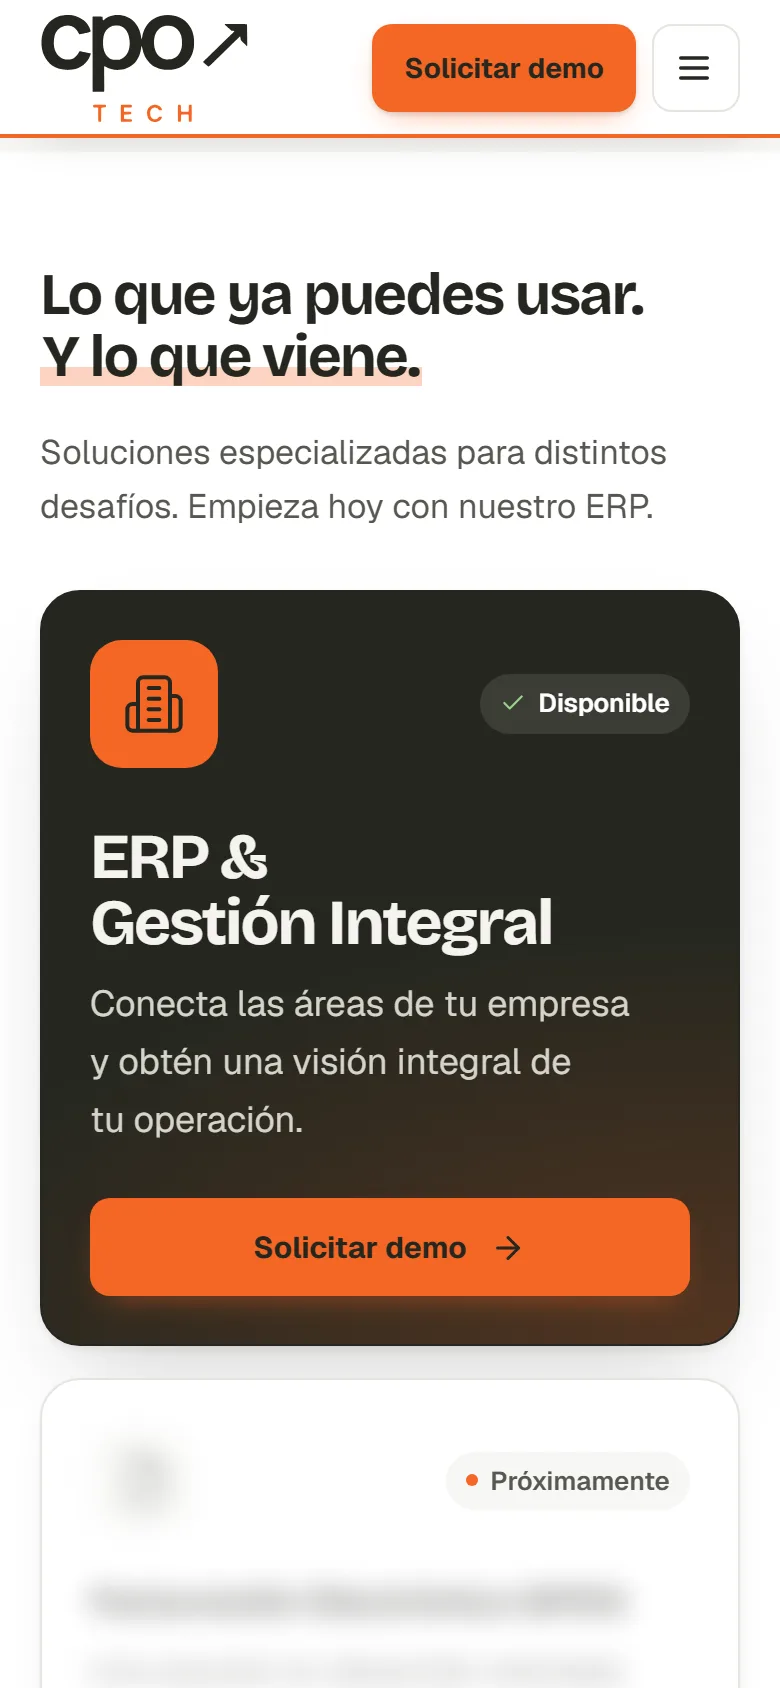 cpo
TECH
Solicitar demo
Lo que ya puedes usar.
Y lo que viene.
Soluciones especializadas para distintos
desafíos. Empieza hoy con nuestro ERP.
Disponible
ERP &
Gestión Integral
Conecta las áreas de tu empresa
y obtén una visión integral de
tu operación.
Solicitar demo
Próximamente